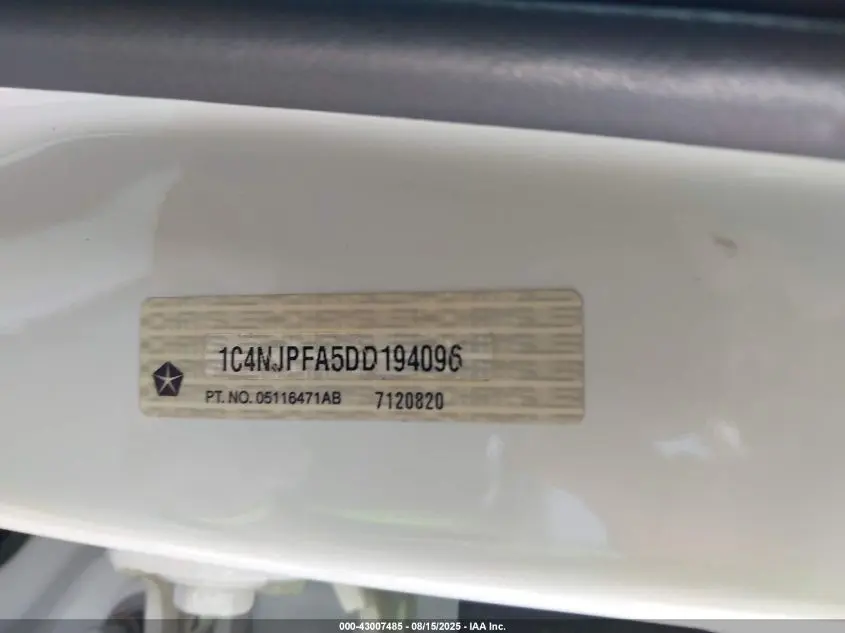 1C4NJPFA5DD194096
PT. NO. 05116471AB 7120820
000-43007485 - 08/15/2025 - IAA Inc.